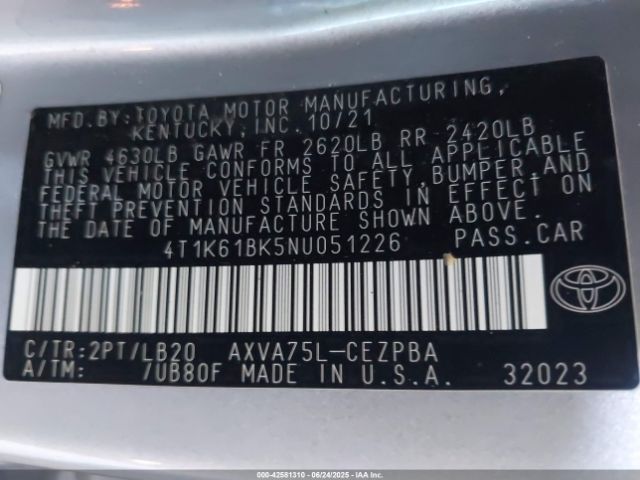 MFD.BY:TOYOTA MOTOR MANUFACTURING,
KENTUCKY,INC.10/21
GVWR 4630LB GAWR FR 2620LB RR 2420LB
THIS VEHICLE CONFORMS TO ALL APPLICABLE
FEDERAL MOTOR VEHICLE SAFETY,BUMPER,AND
THEFT PREVENTION STANDARDS IN EFFECT ON
THE DATE OF MANUFACTURE SHOWN ABOVE.
4T1K61BK5NU051226 PASS.CAR
C/TR:2PT/LB20 AXVA75L-CEZPBA
A/TM: /UB80F MADE IN U.S.A. 32023
000-42581310 | 06/24/2025 | IAAI.CA